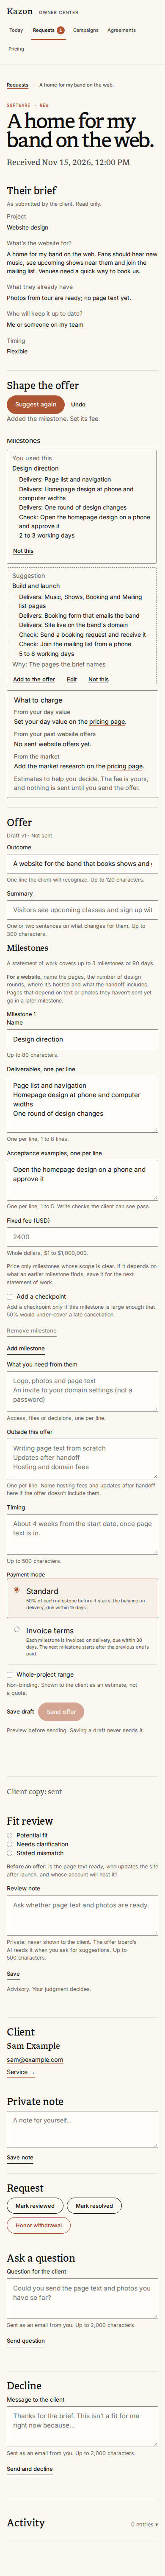 Kažon OWNER CENTER
Today Requests 1 Campaigns Agreements
Pricing
Requests A home for my band on the web.
SOFTWARE · NEW
A home for my
band on the web.
Received Nov 15, 2026, 12:00 PM
Their brief
As submitted by the client. Read only.
Project
Website design
What's the website for?
A home for my band on the web. Fans should hear new
music, see upcoming shows near them and join the
mailing list. Venues need a quick way to book us.
What they already have
Photos from tour are ready; no page text yet.
Who will keep it up to date?
Me or someone on my team
Timing
Flexible
Shape the offer
Suggest again Undo
Added the milestone. Set its fee.
Milestones
You used this
Design direction
Delivers: Page list and navigation
Delivers: Homepage design at phone and
computer widths
Delivers: One round of design changes
Check: Open the homepage design on a phone
and approve it
2 to 3 working days
Not this
Suggestion
Build and launch
Delivers: Music, Shows, Booking and Mailing
list pages
Delivers: Booking form that emails the band
Delivers: Site live on the band's domain
Check: Send a booking request and receive it
Check: Join the mailing list from a phone
5 to 8 working days
Why: The pages the brief names
Add to the offer Edit Not this
What to charge
From your day value
Set your day value on the pricing page.
From your past website offers
No sent website offers yet.
From the market
Add the market research on the pricing page.
Estimates to help you decide. The fee is yours,
and nothing is sent until you send the offer.
Offer
Draft v1 · Not sent
Outcome
A website for the band that books shows and
One line the client will recognize. Up to 120 characters.
Summary
Visitors see upcoming classes and sign up wit
One or two sentences on what changes for them. Up to
300 characters.
Milestones
A statement of work covers up to 3 milestones or 90 days.
For a website, name the pages, the number of design
rounds, where it's hosted and what the handoff includes.
Pages that depend on text or photos they haven't sent yet
go in a later milestone.
Milestone 1
Name
Design direction
Up to 80 characters.
Deliverables, one per line
Page list and navigation
Homepage design at phone and computer
widths
One round of design changes
One per line, 1 to 8 lines.
Acceptance examples, one per line
Open the homepage design on a phone and
approve it
One per line, 1 to 5. Write checks the client can see pass.
Fixed fee (USD)
2400
Whole dollars, $1 to $1,000,000.
Price only milestones whose scope is clear. If it depends on
what an earlier milestone finds, save it for the next
statement of work.
Add a checkpoint
Add a checkpoint only if this milestone is large enough that
50% would under-cover a late cancellation.
Remove milestone
Add milestone
What you need from them
Logo, photos and page text
An invite to your domain settings (not a
password)
Access, files or decisions, one per line.
Outside this offer
Writing page text from scratch
Updates after handoff
Hosting and domain fees
One per line. Name hosting fees and updates after handoff
here if the offer doesn't include them.
Timing
About 4 weeks from the start date, once page
text is in.
Up to 500 characters.
Payment mode
Standard
50% of each milestone before it starts, the balance on
delivery, due within 15 days.
Invoice terms
Each milestone is invoiced on delivery, due within 30
days. The next milestone starts after the previous one is
paid.
Whole-project range
Non-binding. Shown to the client as an estimate, not
a quote.
Save draft Send offer
Preview before sending. Saving a draft never sends it.
Client copy: sent
Fit review
Potential fit
Needs clarification
Stated mismatch
Before an offer: is the page text ready, who updates the site
after launch, and whose account will host it?
Review note
Ask whether page text and photos are ready.
Private: never shown to the client. The offer board's
AI reads it when you ask for suggestions. Up to
500 characters.
Save
Advisory. Your judgment decides.
Client
Sam Example
sam@example.com
Service →
Private note
A note for yourself...
Save note
Request
Mark reviewed Mark resolved
Honor withdrawal
Ask a question
Question for the client
Could you send the page text and photos you
have so far?
Sent as an email from you. Up to 2,000 characters.
Send question
Decline
Message to the client
Thanks for the brief. This isn't a fit for me
right now because...
Sent as an email from you. Up to 2,000 characters.
Send and decline
Activity 0 entries ▾